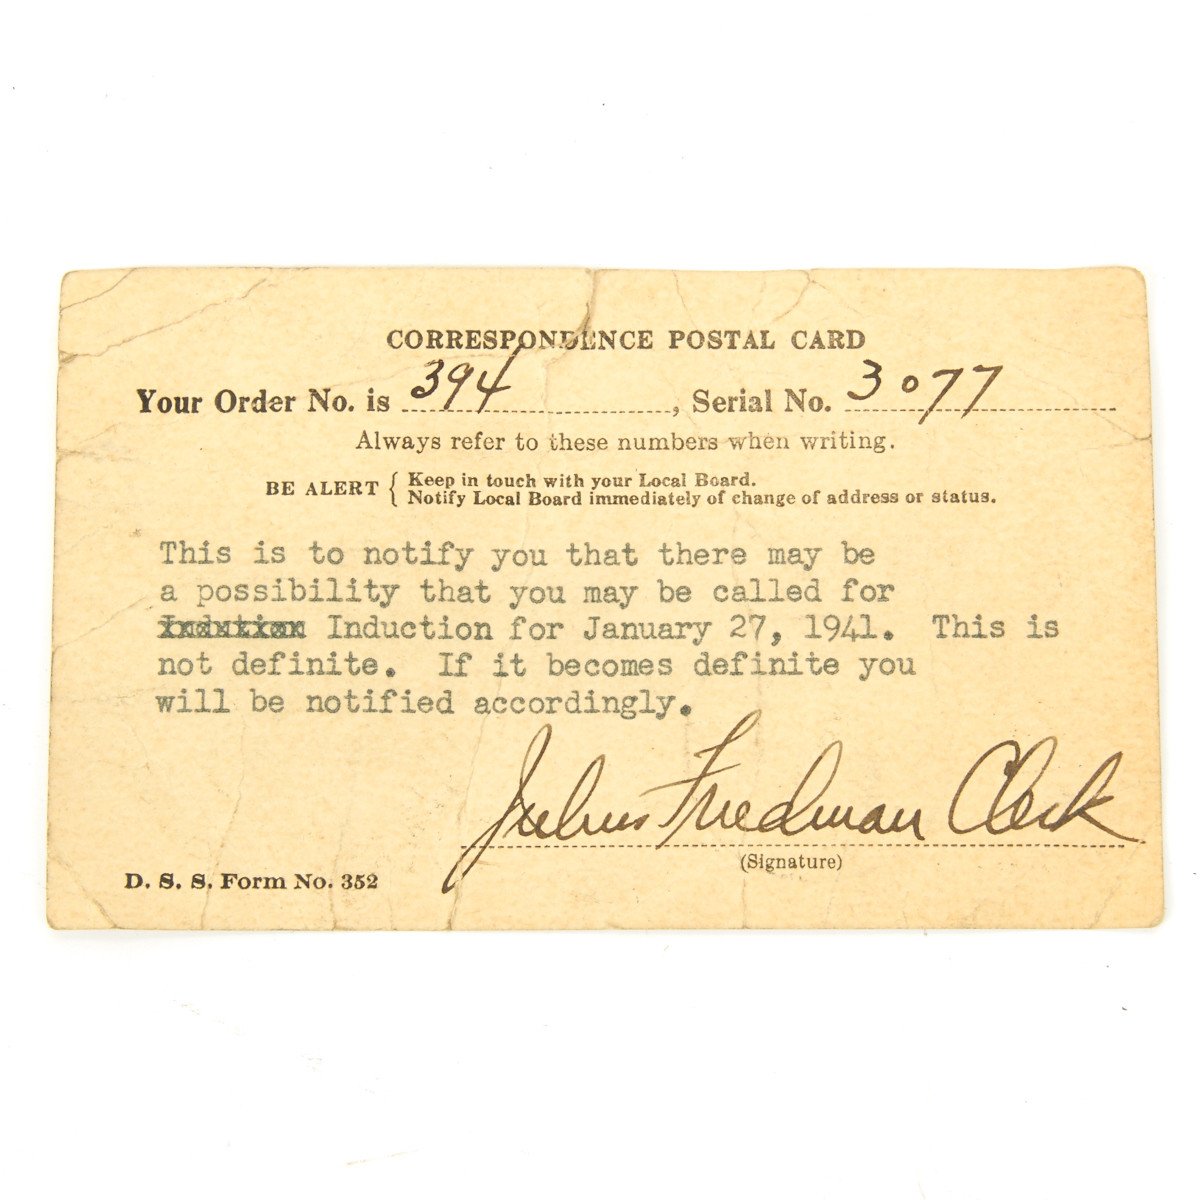 CORRESPONDENCE POSTAL CARD
Your Order No. is 394, Serial No. 3077
Always refer to these numbers when writing.
BE ALERT { Keep in touch with your Local Board.
Notify Local Board immediately of change of address or status.
This is to notify you that there may be
a possibility that you may be called for
Induction for January 27, 1941. This is
not definite. If it becomes definite you
will be notified accordingly.
Julius Friedman Clerk
(Signature)
D. S. S. Form No. 352